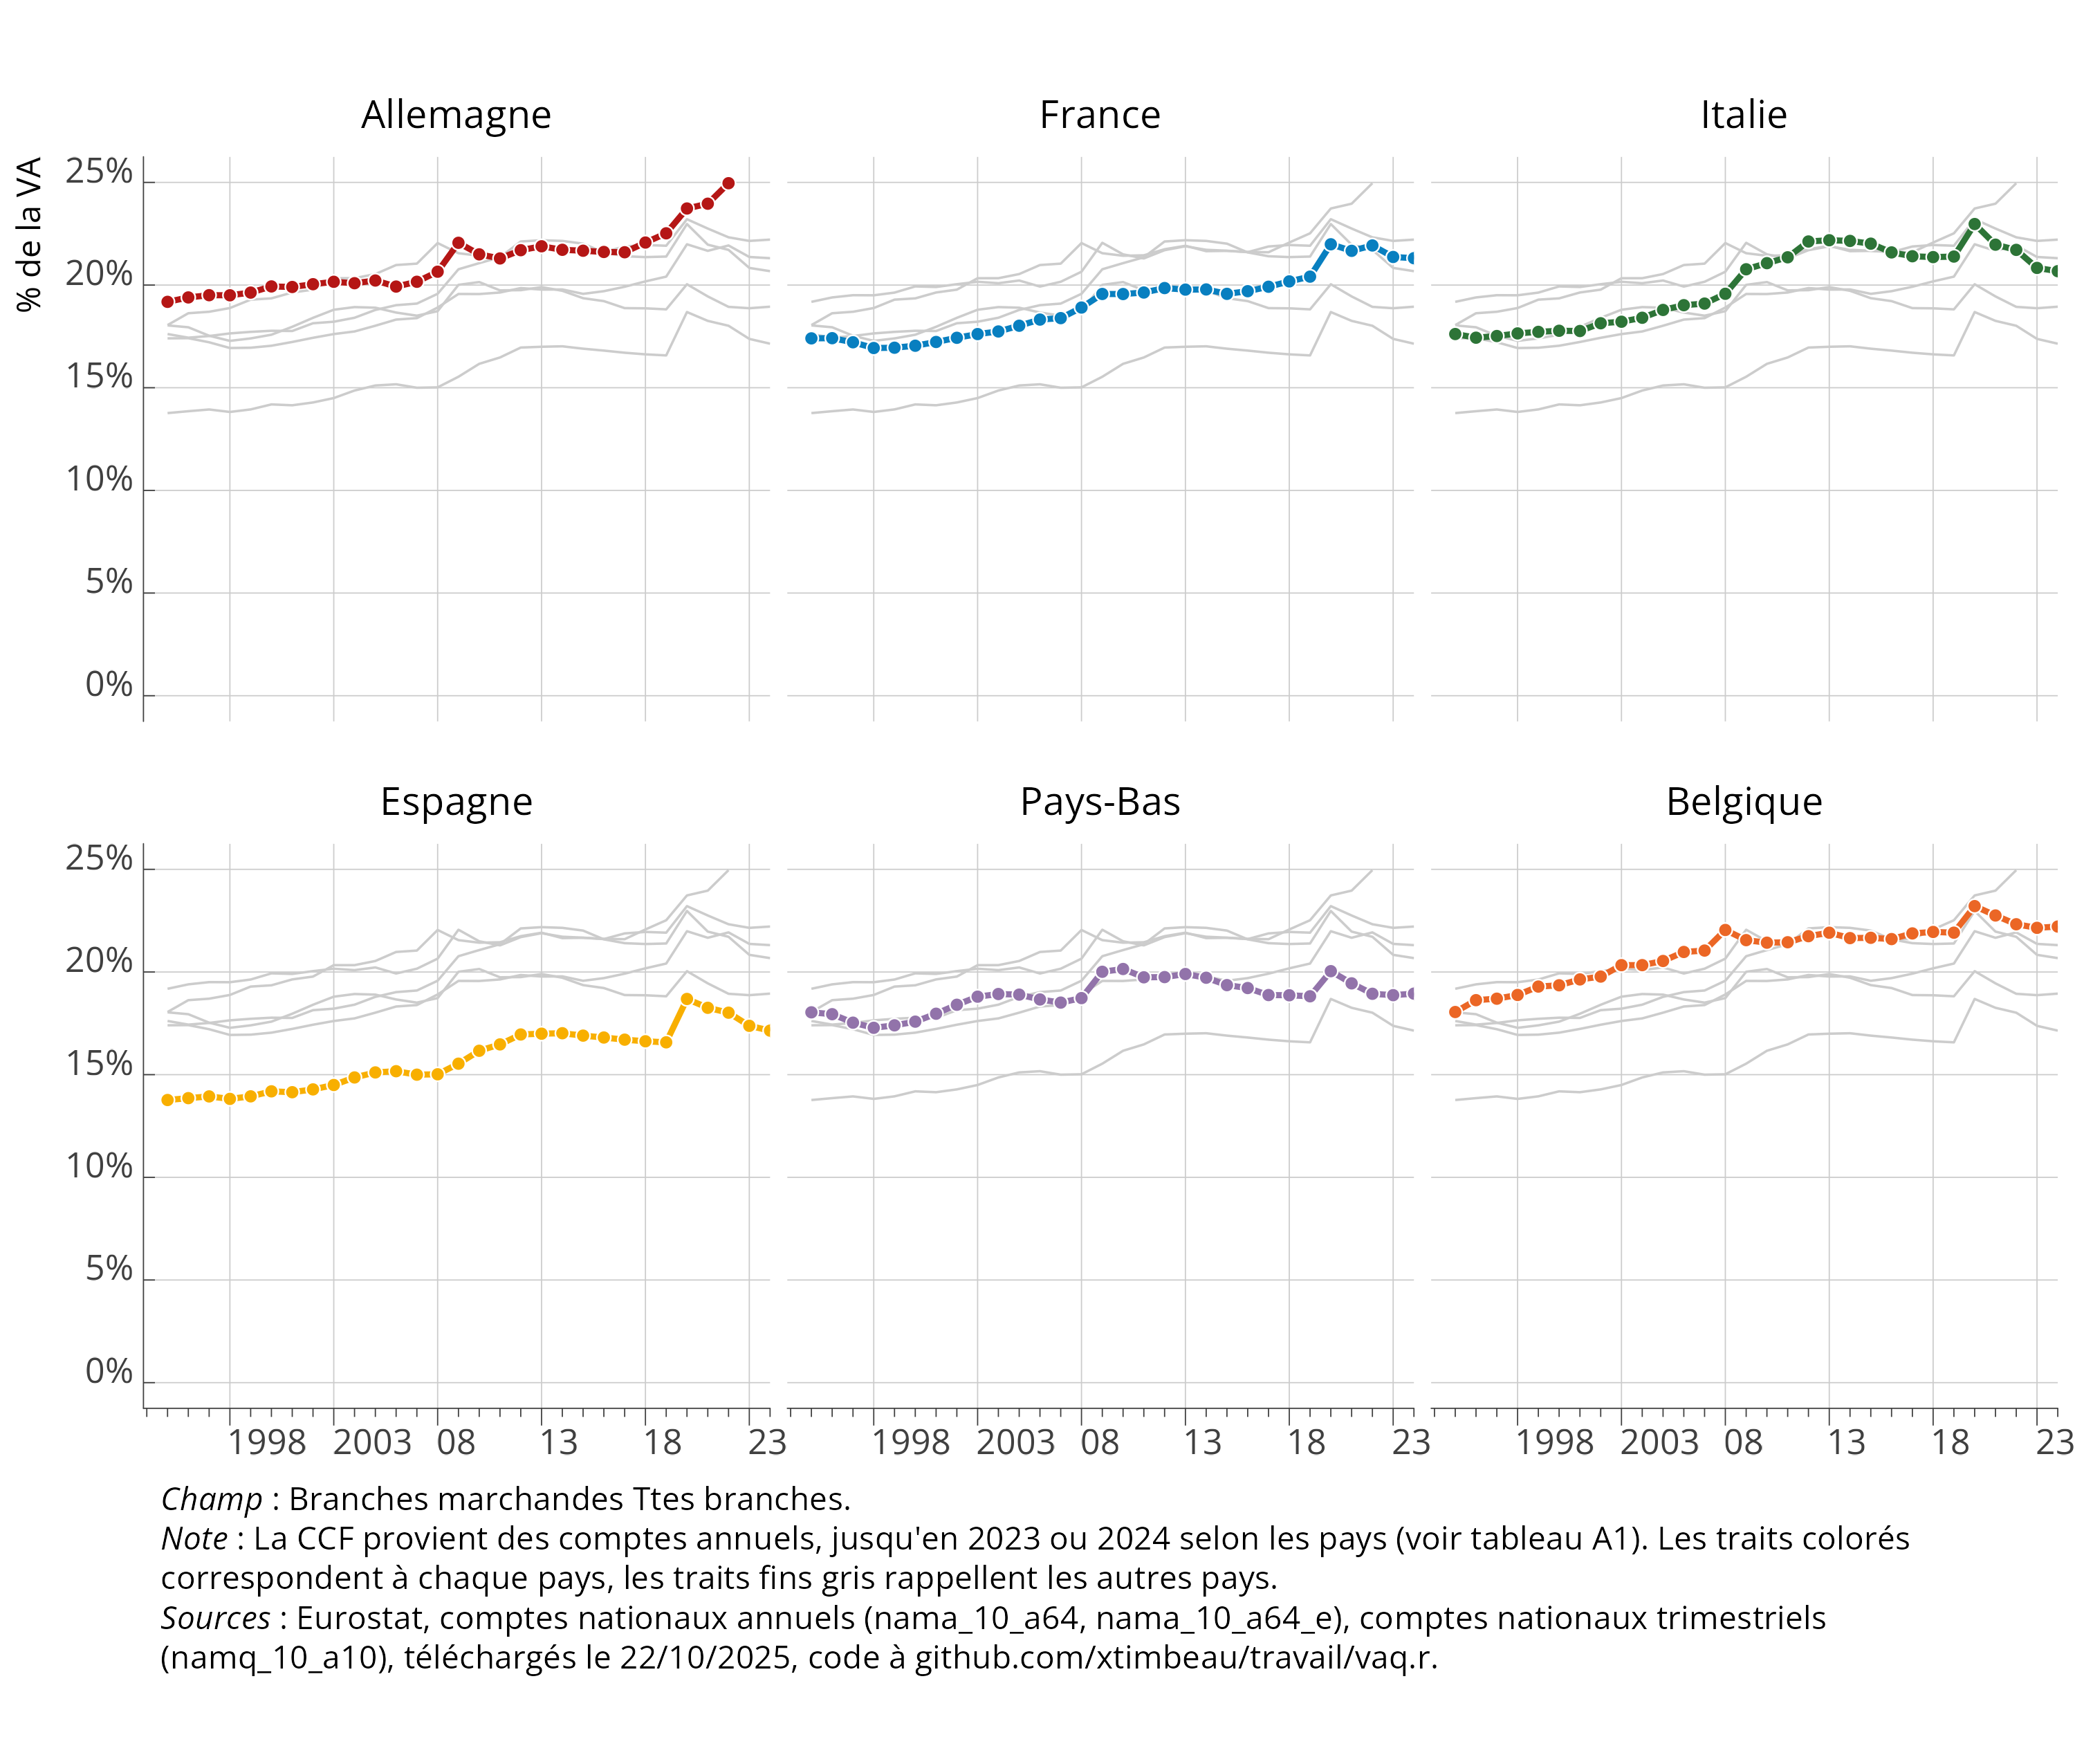 Allemagne
France
Italie
% de la VA
25%
20%
15%
10%
5%
0%
Espagne
Pays-Bas
Belgique
25%
20%
15%
10%
5%
0%
1998 2003 08 13 18 23
1998 2003 08 13 18 23
1998 2003 08 13 18 23
Champ : Branches marchandes Ttes branches.
Note : La CCF provient des comptes annuels, jusqu'en 2023 ou 2024 selon les pays (voir tableau A1). Les traits colorés
correspondent à chaque pays, les traits fins gris rappellent les autres pays.
Sources : Eurostat, comptes nationaux annuels (nama_10_a64, nama_10_a64_e), comptes nationaux trimestriels
(namq_10_a10), téléchargés le 22/10/2025, code à github.com/xtimbeau/travail/vaq.r.